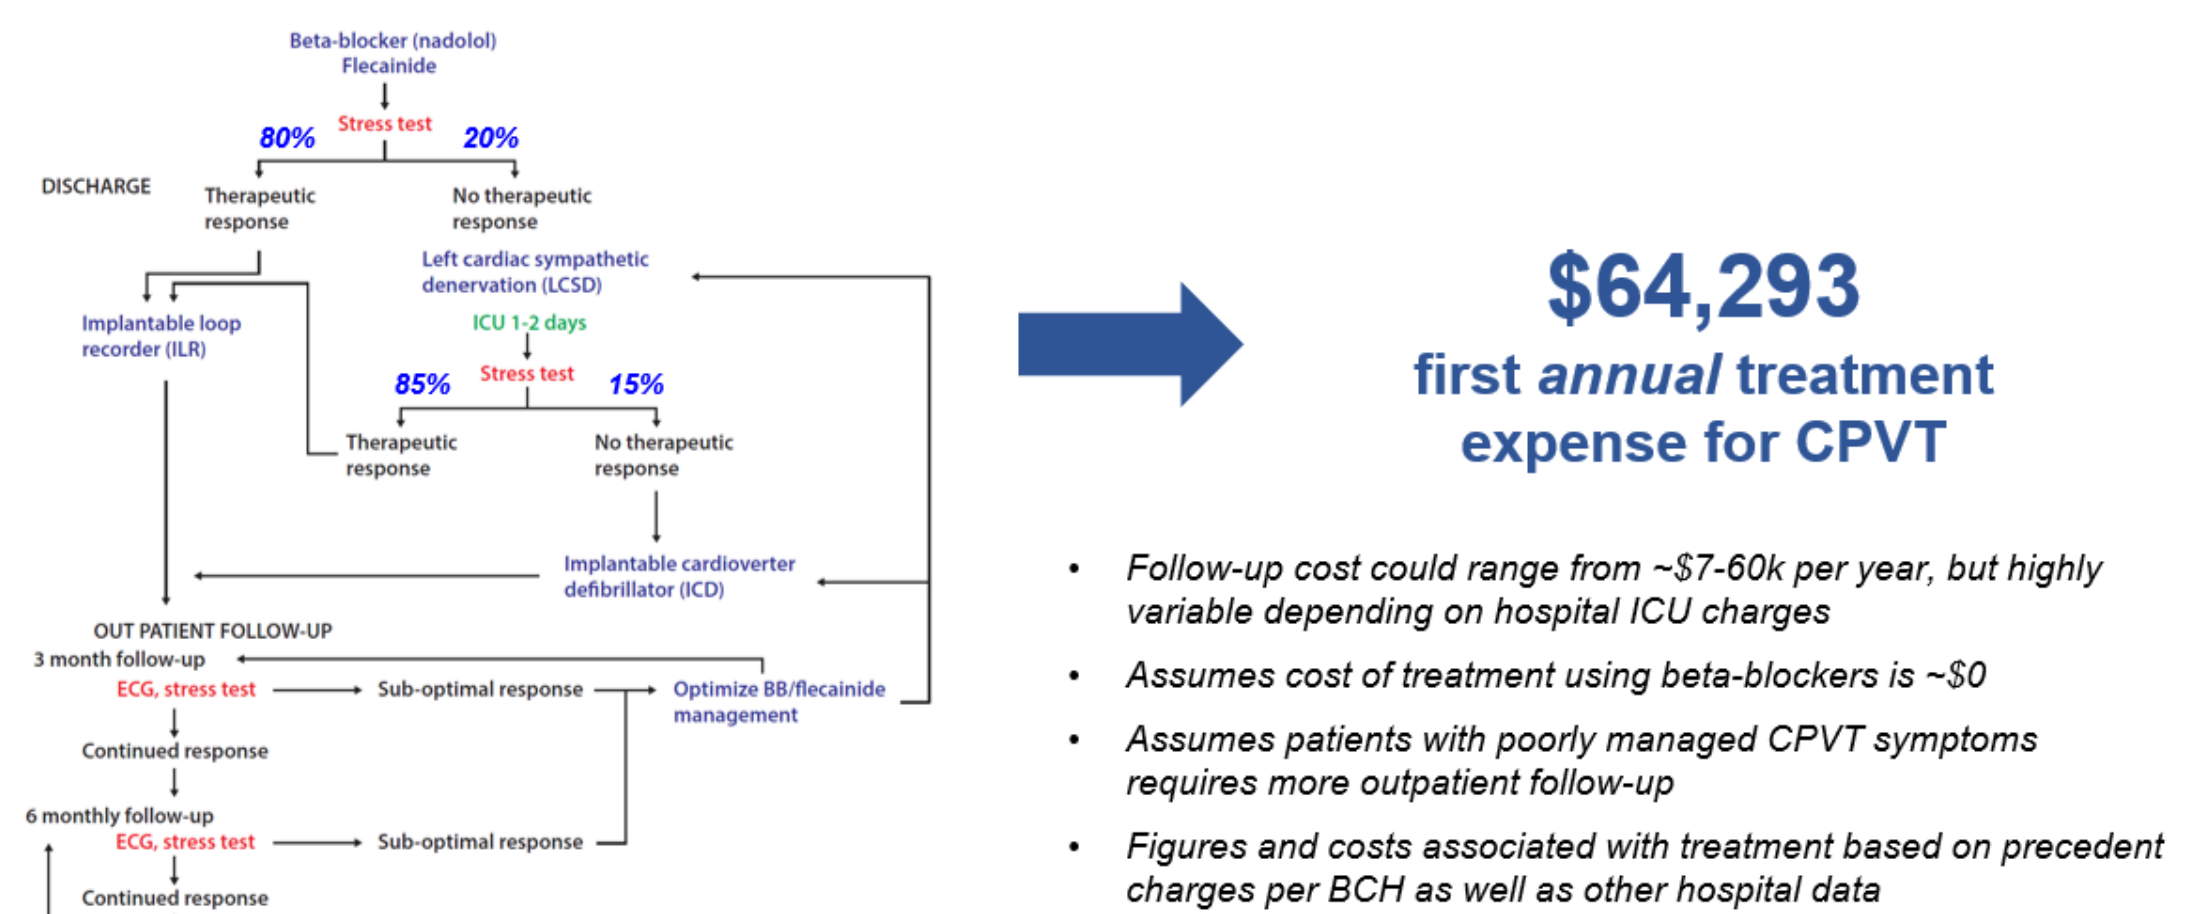 Beta-blocker (nadolol)
Flecainide
Stress test
80%
20%
DISCHARGE
Therapeutic
response
No therapeutic
response
Left cardiac sympathetic
denervation (LCSD)
ICU 1-2 days
Implantable loop
recorder (ILR)
Stress test
85%
15%
Therapeutic
response
No therapeutic
response
Implantable cardioverter
defibrillator (ICD)
OUT PATIENT FOLLOW-UP
3 month follow-up
ECG, stress test
Sub-optimal response
Optimize BB/flecainide
management
Continued response
6 monthly follow-up
ECG, stress test
Sub-optimal response
Continued response
$64,293
first annual treatment
expense for CPVT
• Follow-up cost could range from ~$7-60k per year, but highly
variable depending on hospital ICU charges
• Assumes cost of treatment using beta-blockers is ~$0
• Assumes patients with poorly managed CPVT symptoms
requires more outpatient follow-up
• Figures and costs associated with treatment based on precedent
charges per BCH as well as other hospital data